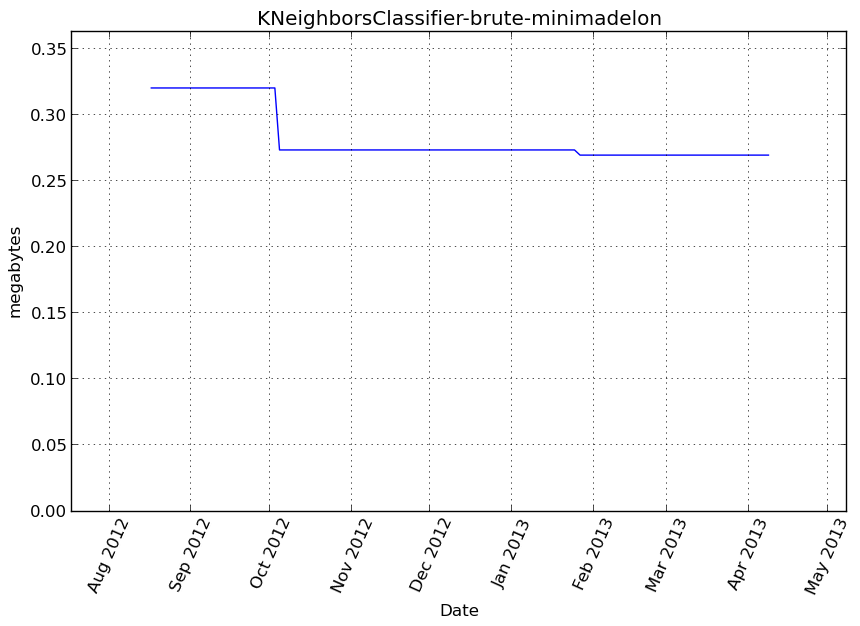 KNeighborsClassifier-brute-minimadelon
0.35
0.30
0.25
0.20
0.15
0.10
0.05
0.00
megabytes
Aug 2012
Sep 2012
Oct 2012
Nov 2012
Dec 2012
Jan 2013
Feb 2013
Mar 2013
Apr 2013
May 2013
Date